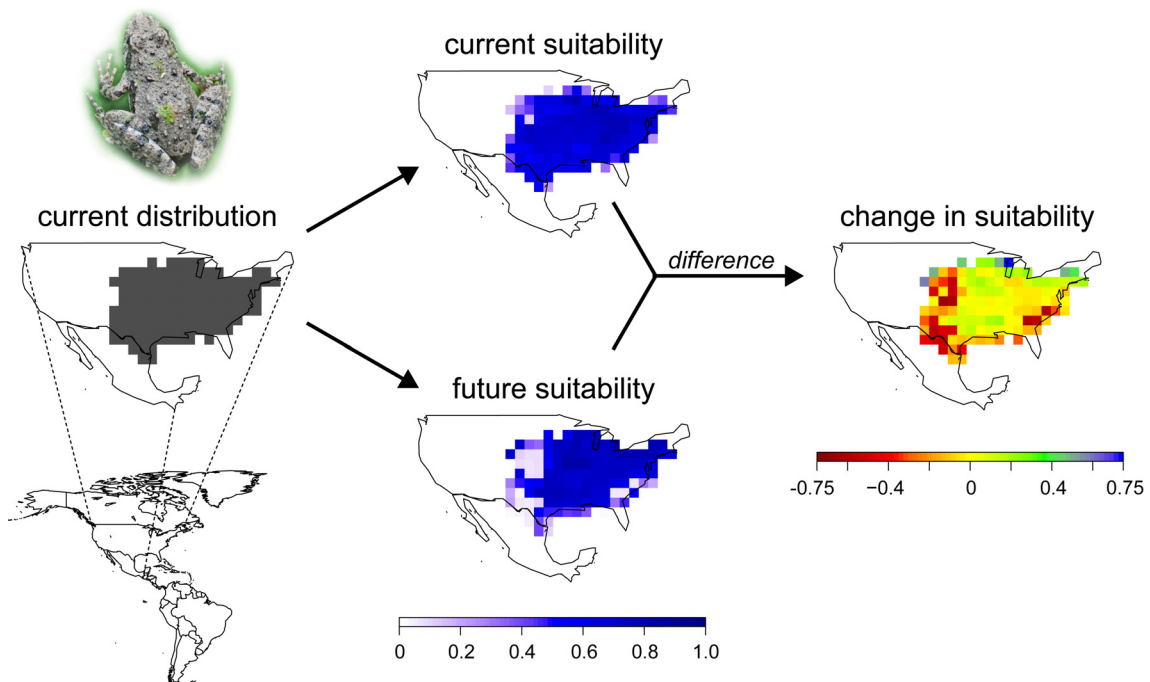 current suitability
current distribution
change in suitability
difference
future suitability
-0.75 -0.4 0 0.4 0.75
0 0.2 0.4 0.6 0.8 1.0